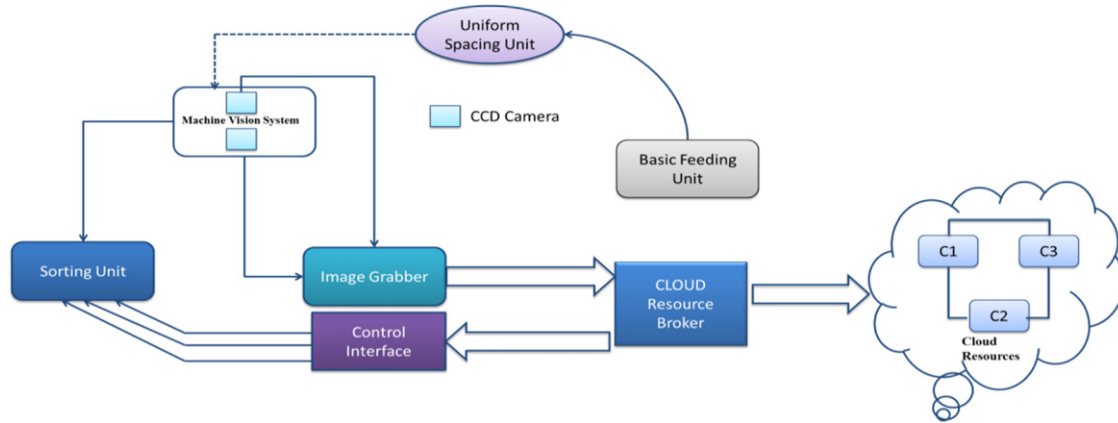 Uniform
Spacing Unit
Machine Vision System
CCD Camera
Basic Feeding
Unit
Sorting Unit
Image Grabber
CLOUD
Resource
Broker
Control
Interface
C1
C3
C2
Cloud
Resources